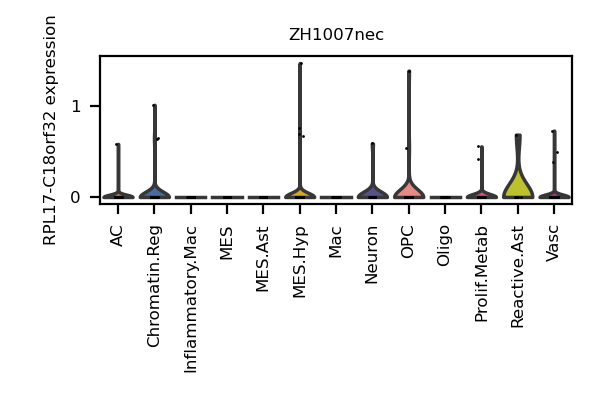 ZH1007nec
RPL17-C18orf32 expression
1
0
AC
Chromatin.Reg
Inflammatory.Mac
MES
MES.Ast
MES.Hyp
Mac
Neuron
OPC
Oligo
Prolif.Metab
Reactive.Ast
Vasc